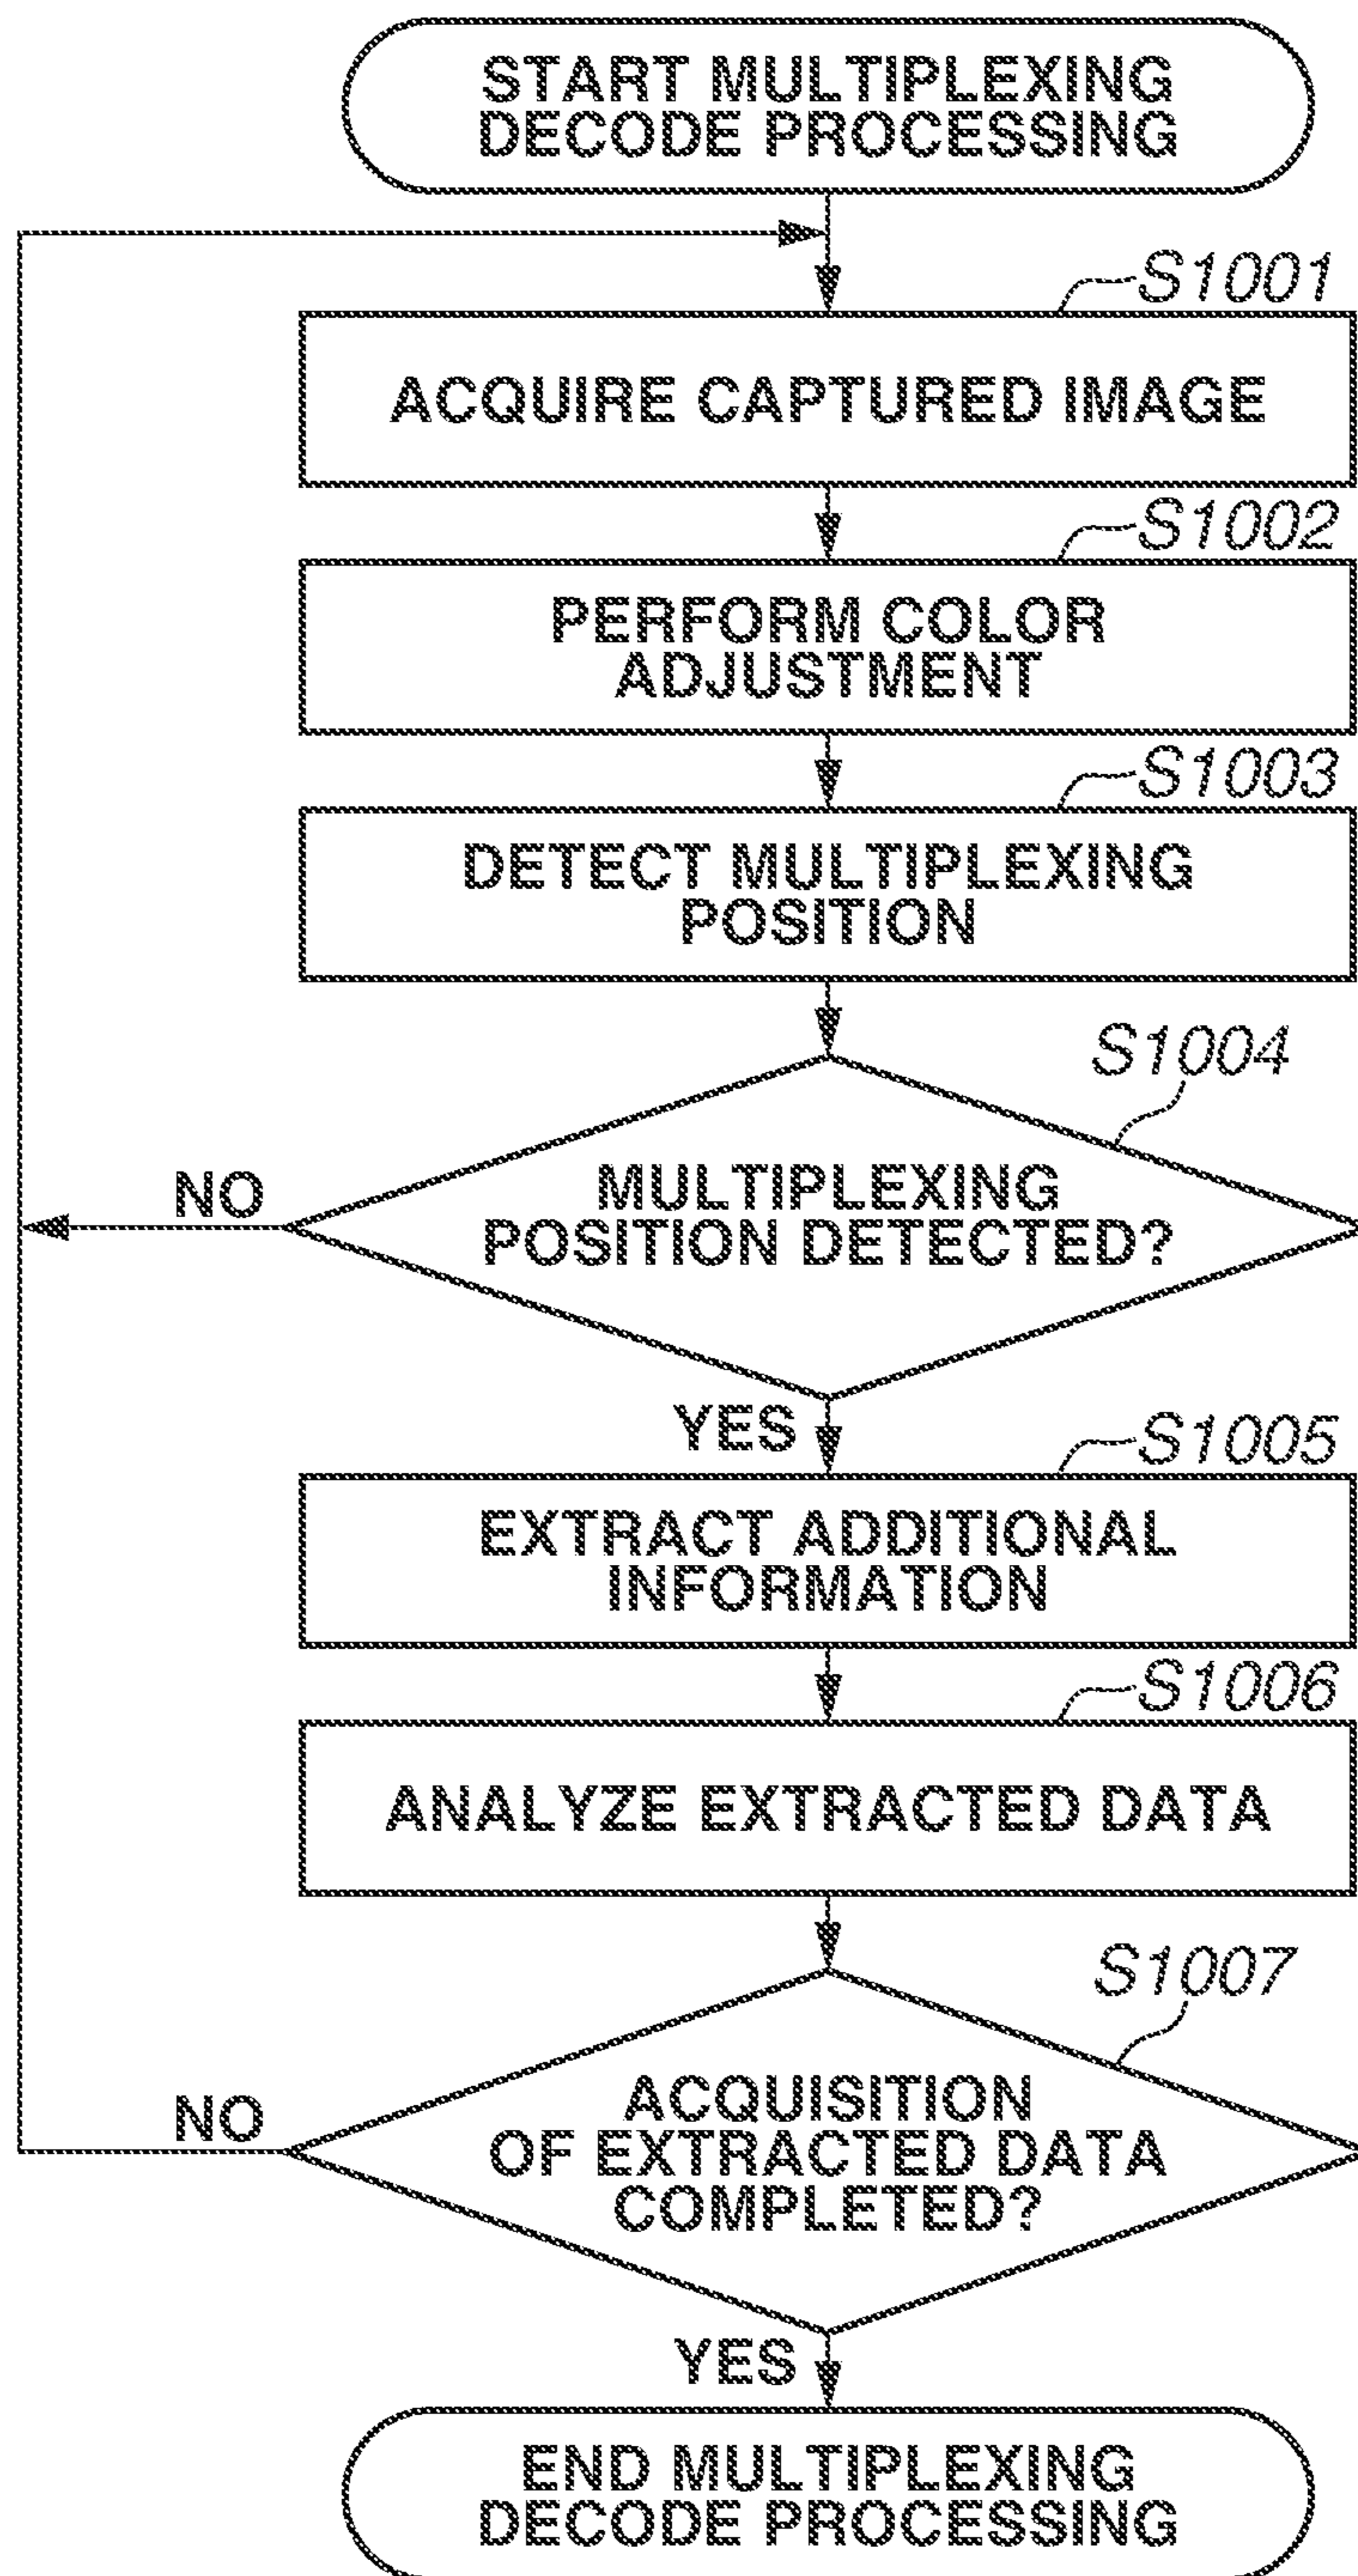 START MULTIPLEXING
DECODE PROCESSING
S1001
ACQUIRE CAPTURED IMAGE
S1002
PERFORM COLOR
ADJUSTMENT
S1003
DETECT MULTIPLEXING
POSITION
S1004
MULTIPLEXING
POSITION DETECTED?
NO
YES
S1005
EXTRACT ADDITIONAL
INFORMATION
S1006
ANALYZE EXTRACTED DATA
S1007
ACQUISITION
OF EXTRACTED DATA
COMPLETED?
NO
YES
END MULTIPLEXING
DECODE PROCESSING